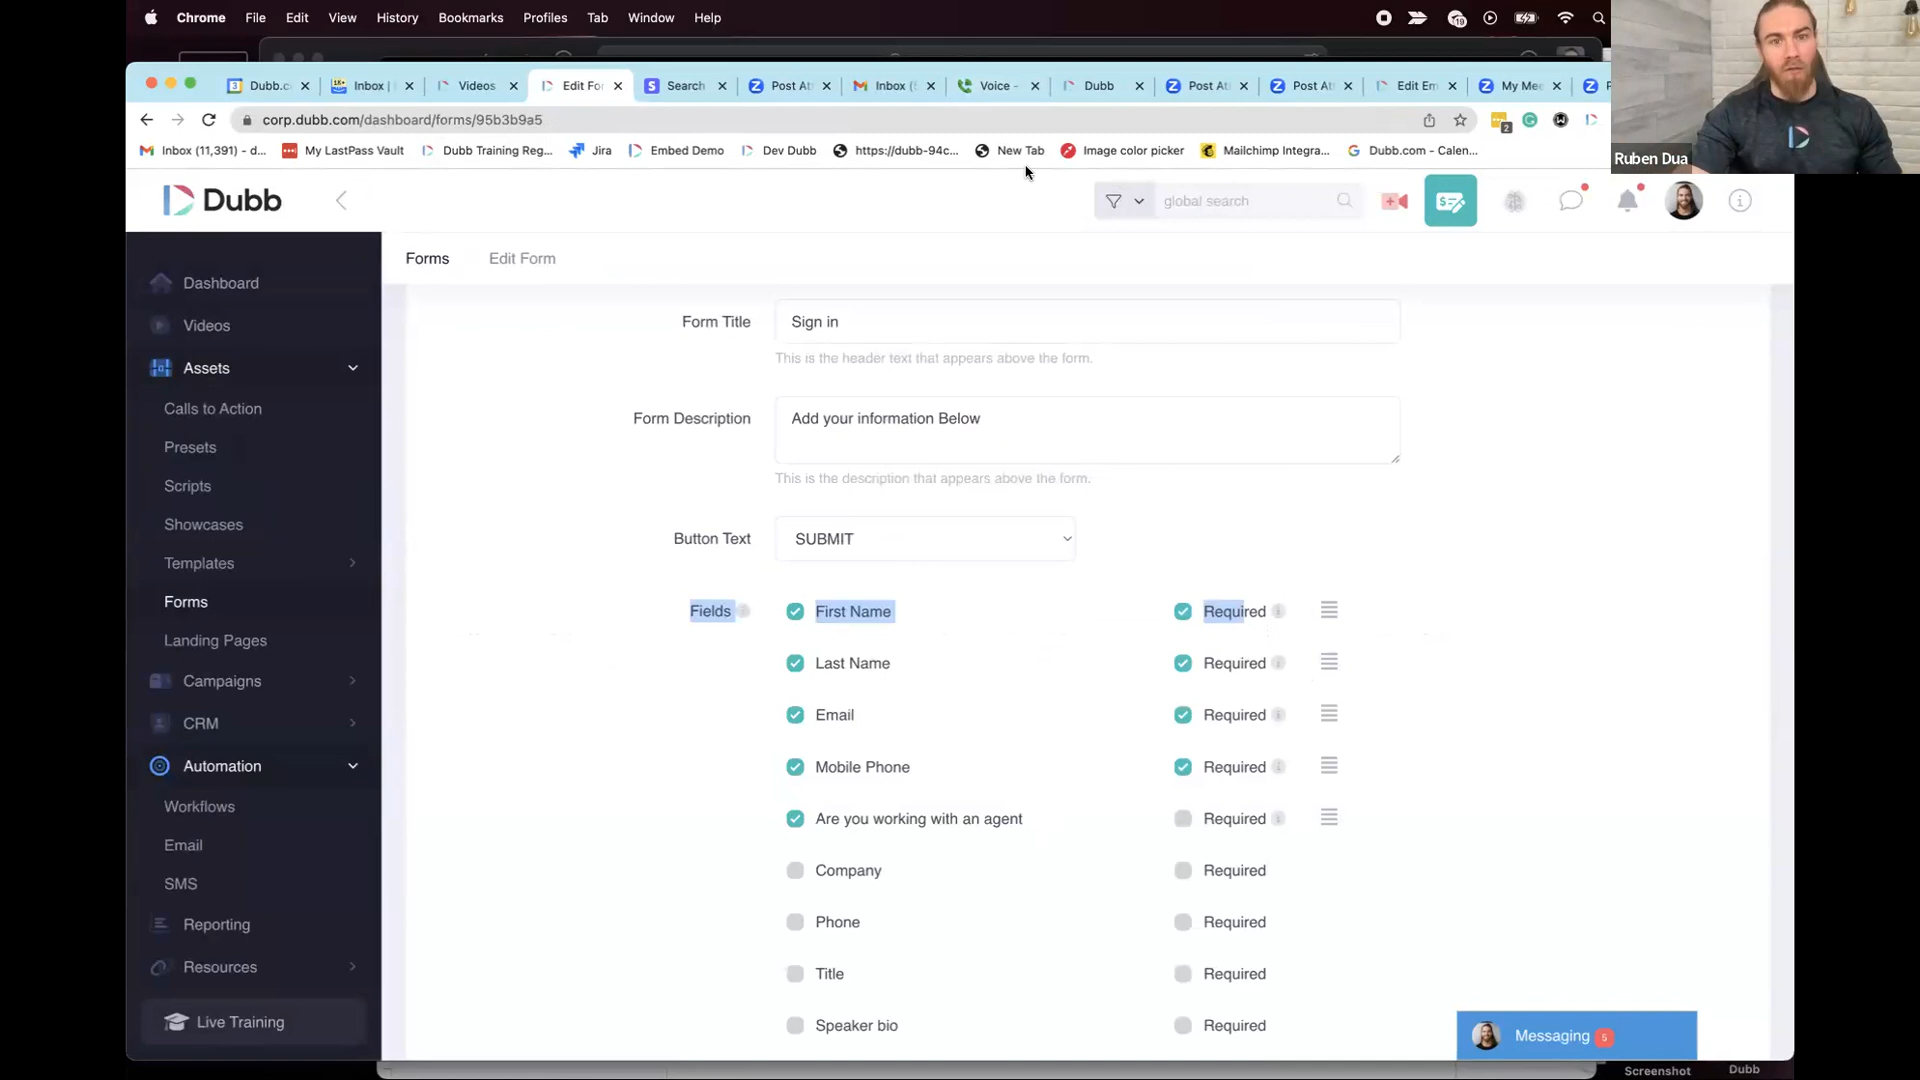 Chrome File Edit View History Bookmarks Profiles Tab Window Help
19
Dubb.c Inbox | Videos Edit For Search Post At Inbox ( Voice - Dubb Post At Post At Edit Em My Mee P
corp.dubb.com/dashboard/forms/95b3b9a5
2
Inbox (11,391) - d... My LastPass Vault Dubb Training Reg... Jira Embed Demo Dev Dubb https://dubb-94c... New Tab Image color picker Mailchimp Integra... Dubb.com - Calen...
Ruben Dua
Dubb
global search
Forms Edit Form
Dashboard
Videos
Assets
Calls to Action
Presets
Scripts
Showcases
Templates
Forms
Landing Pages
Campaigns
CRM
Automation
Workflows
Email
SMS
Reporting
Resources
Live Training
Form Title Sign in
This is the header text that appears above the form.
Form Description Add your information Below
This is the description that appears above the form.
Button Text SUBMIT
Fields First Name Required
Last Name Required
Email Required
Mobile Phone Required
Are you working with an agent Required
Company Required
Phone Required
Title Required
Speaker bio Required
Messaging 5
Screenshot Dubb